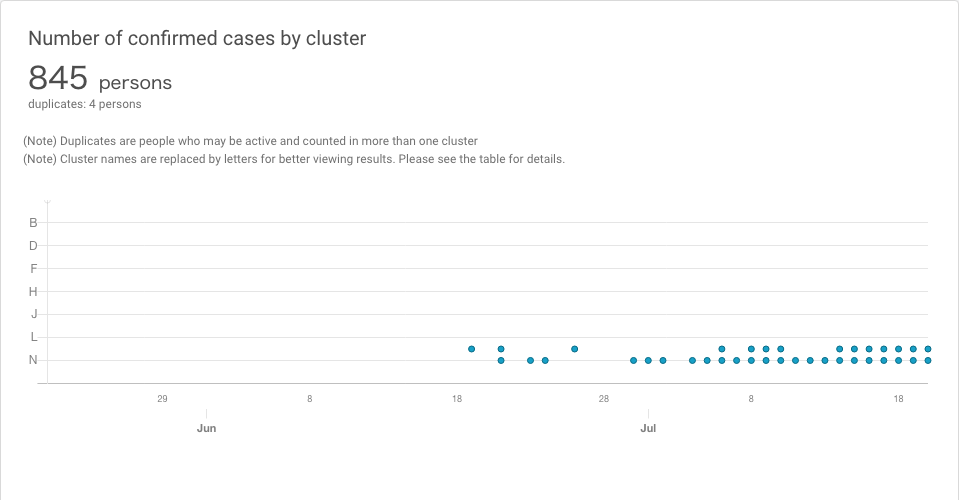 Number of confirmed cases by cluster
845 persons
duplicates: 4 persons
(Note) Duplicates are people who may be active and counted in more than one cluster
(Note) Cluster names are replaced by letters for better viewing results. Please see the table for details.
B
D
F
H
J
L
N
29 8 18 28 8 18
Jun Jul